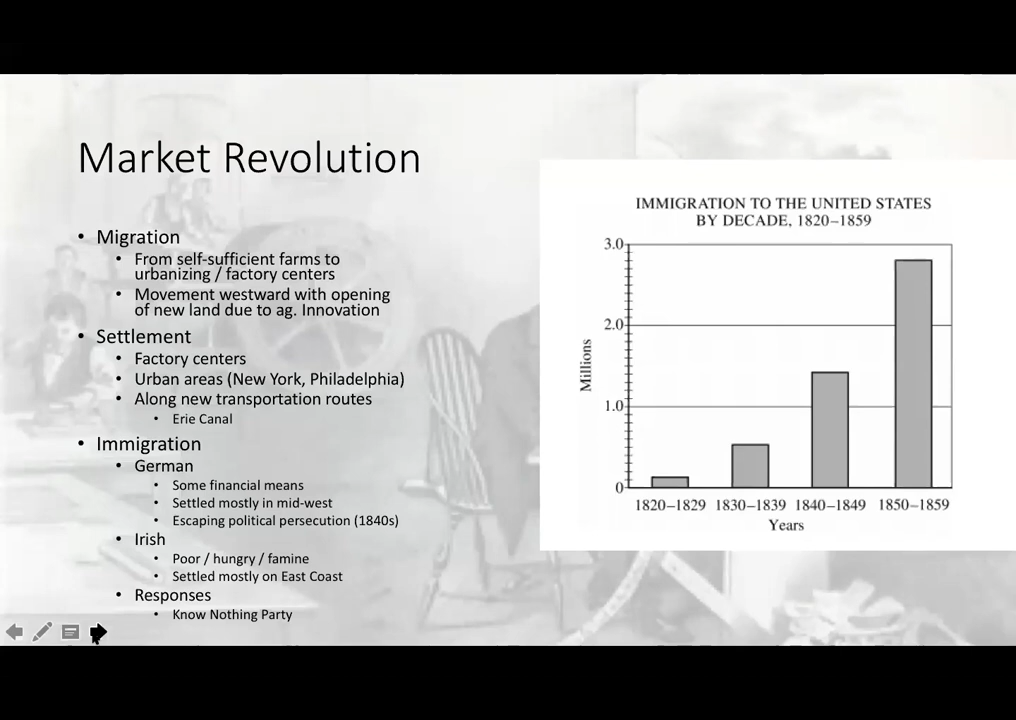 Market Revolution
• Migration
• From self-sufficient farms to
urbanizing / factory centers
• Movement westward with opening
of new land due to ag. Innovation
• Settlement
• Factory centers
• Urban areas (New York, Philadelphia)
• Along new transportation routes
• Erie Canal
• Immigration
• German
• Some financial means
• Settled mostly in mid-west
• Escaping political persecution (1840s)
• Irish
• Poor / hungry / famine
• Settled mostly on East Coast
• Responses
• Know Nothing Party
IMMIGRATION TO THE UNITED STATES
BY DECADE, 1820–1859
3.0
2.0
1.0
0
Millions
1820–1829 1830–1839 1840–1849 1850–1859
Years